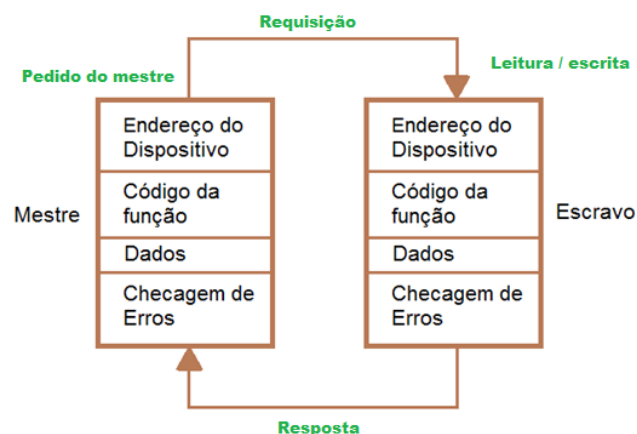 Requisição
Pedido do mestre
Leitura / escrita
Mestre
Endereço do
Dispositivo
Código da
função
Dados
Checagem de
Erros
Endereço do
Dispositivo
Código da
função
Dados
Checagem de
Erros
Escravo
Resposta